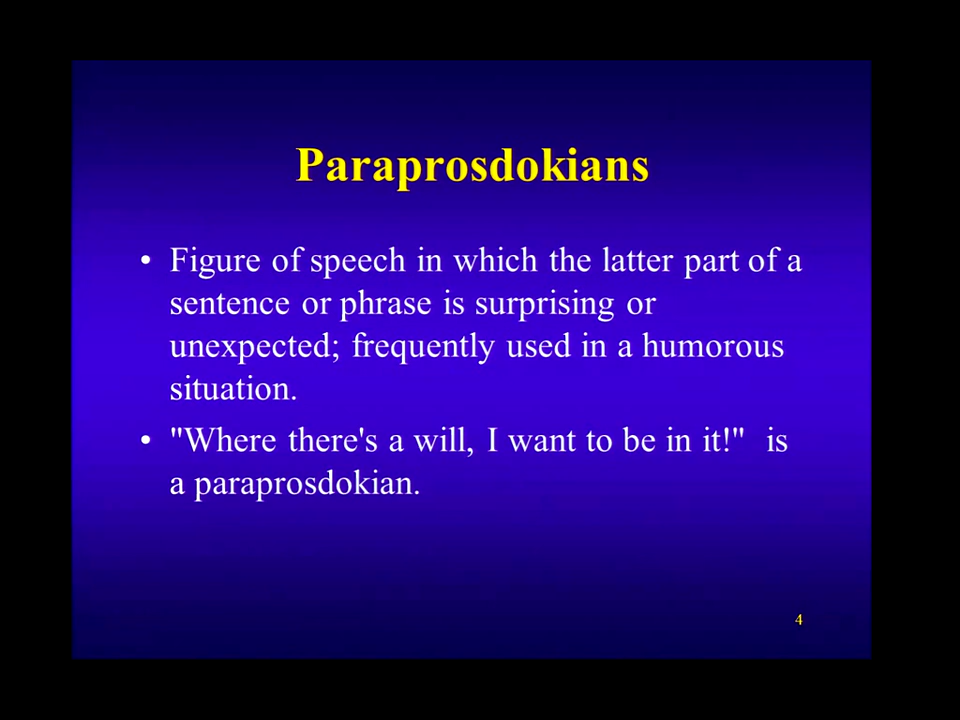 Paraprosdokians
• Figure of speech in which the latter part of a
sentence or phrase is surprising or
unexpected; frequently used in a humorous
situation.
• "Where there's a will, I want to be in it!"  is
a paraprosdokian.
4